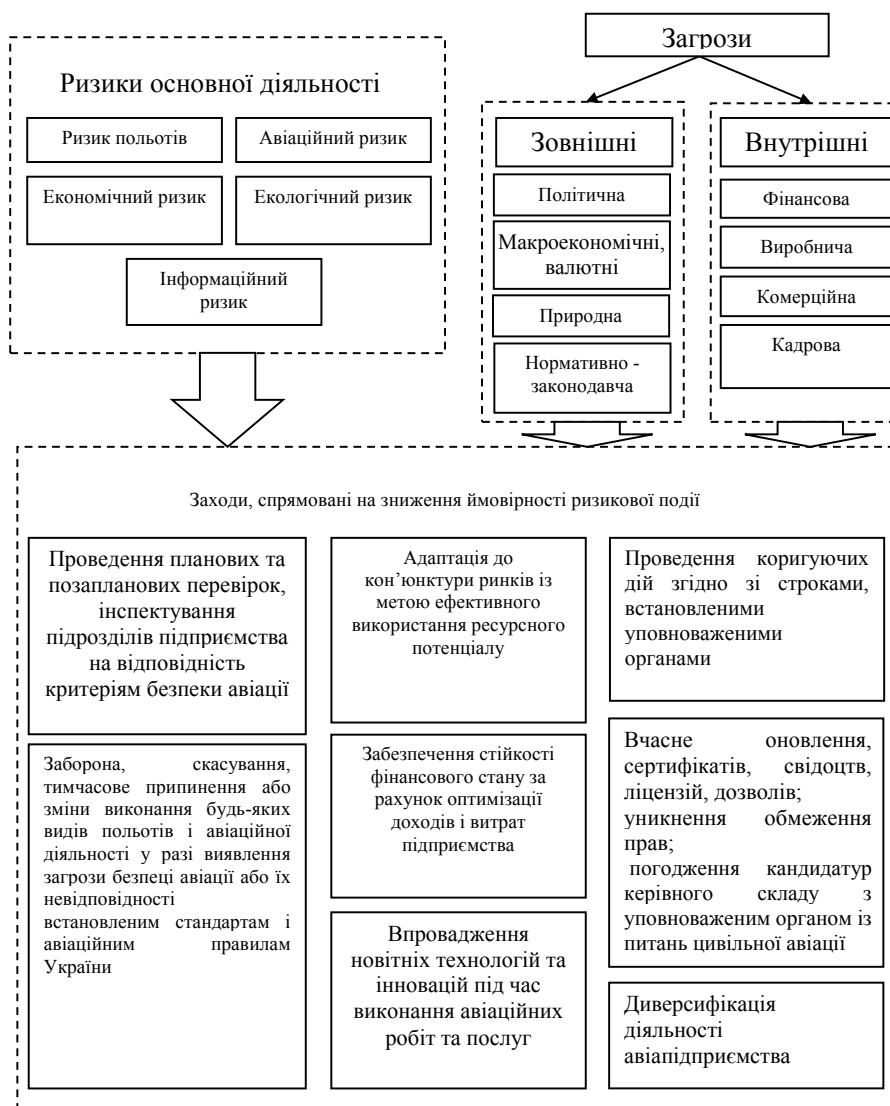 Загрози
Ризики основної діяльності
Ризик польотів
Авіаційний ризик
Економічний ризик
Екологічний ризик
Інформаційний
ризик
Зовнішні
Політична
Макроекономічні,
валютні
Природна
Нормативно -
законодавча
Внутрішні
Фінансова
Виробнича
Комерційна
Кадрова
Заходи, спрямовані на зниження ймовірності ризикової події
Проведення планових та
позапланових перевірок,
інспектування
підрозділів підприємства
на відповідність
критеріям безпеки авіації
Заборона, скасування,
тимчасове припинення або
зміни виконання будь-яких
видів польотів і авіаційної
діяльності у разі виявлення
загрози безпеці авіації або їх
невідповідності
встановленим стандартам і
авіаційним правилам
України
Адаптація до
кон’юнктури ринків із
метою ефективного
використання ресурсного
потенціалу
Забезпечення стійкості
фінансового стану за
рахунок оптимізації
доходів і витрат
підприємства
Впровадження
новітніх технологій та
інновацій під час
виконання авіаційних
робіт та послуг
Проведення коригуючих
дій згідно зі строками,
встановленими
уповноваженими
органами
Вчасне оновлення,
сертифікатів, свідоцтв,
ліцензій, дозволів;
уникнення обмеження
прав;
погодження кандидатур
керівного складу з
уповноваженим органом із
питань цивільної авіації
Диверсифікація
діяльності
авіапідприємства